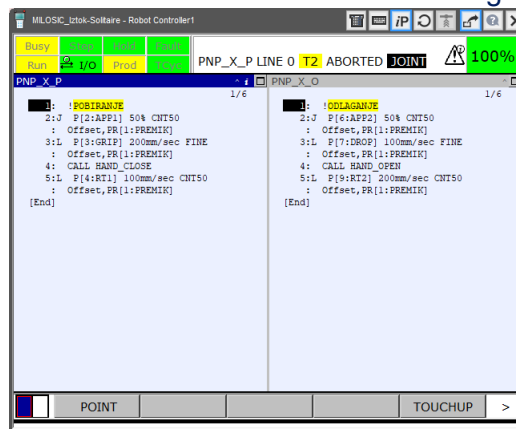 MILOSIC_Iztok-Solitaire - Robot Controller1
Busy Step Hold Fault
Run I/O Prod TCyc
PNP_X_P LINE 0 T2 ABORTED JOINT 100%
PNP_X_P
1/6
1: !POBIRANJE
2:J P[2:APP1] 50% CNT50
: Offset,PR[1:PREMIK]
3:L P[3:GRIP] 200mm/sec FINE
: Offset,PR[1:PREMIK]
4: CALL HAND_CLOSE
5:L P[4:RT1] 100mm/sec CNT50
: Offset,PR[1:PREMIK]
[End]
PNP_X_O
1/6
1: !ODLAGANJE
2:J P[6:APP2] 50% CNT50
: Offset,PR[1:PREMIK]
3:L P[7:DROP] 100mm/sec FINE
: Offset,PR[1:PREMIK]
4: CALL HAND_OPEN
5:L P[9:RT2] 200mm/sec CNT50
: Offset,PR[1:PREMIK]
[End]
POINT TOUCHUP >